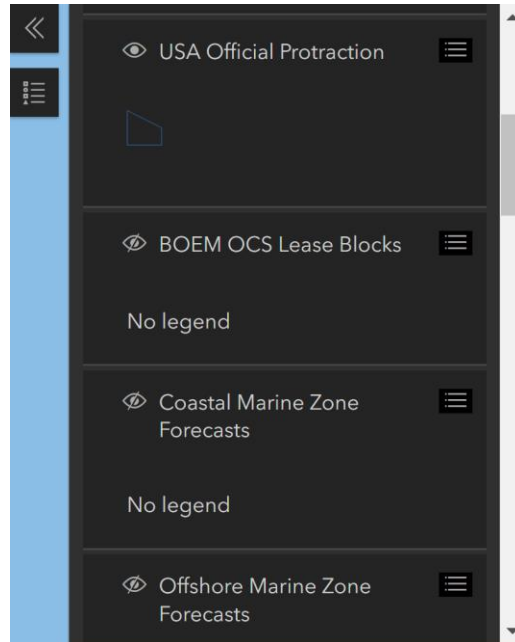 USA Official Protraction
BOEM OCS Lease Blocks
No legend
Coastal Marine Zone
Forecasts
No legend
Offshore Marine Zone
Forecasts